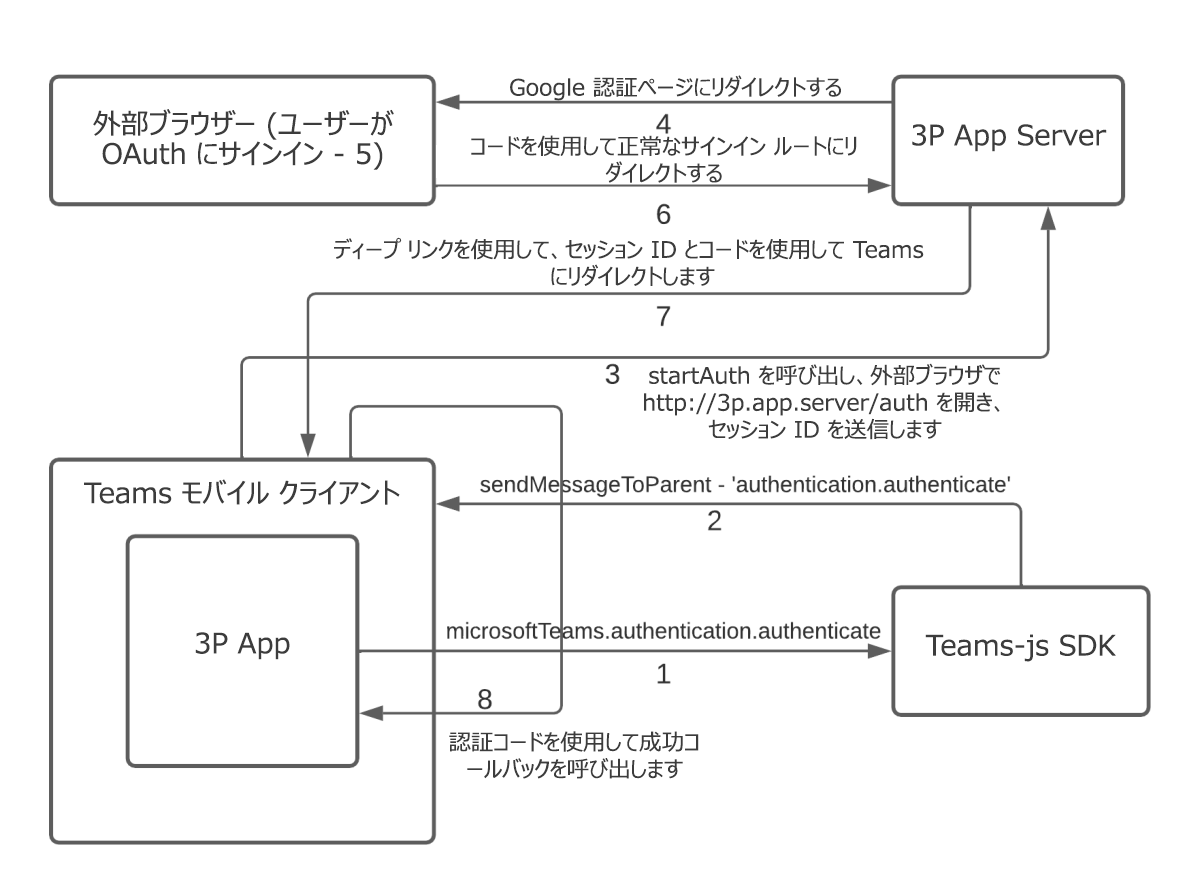 Google 認証ページにリダイレクトする
4
外部ブラウザー (ユーザーが
OAuth にサインイン - 5)
3P App Server
コードを使用して正常なサインイン ルートにリ
ダイレクトする
6
ディープ リンクを使用して、セッション ID とコードを使用して Teams
にリダイレクトします
7
3
startAuth を呼び出し、外部ブラウザで
http://3p.app.server/auth を開き、
セッション ID を送信します
Teams モバイル クライアント
sendMessageToParent - 'authentication.authenticate'
2
3P App
microsoftTeams.authentication.authenticate
1
Teams-js SDK
8
認証コードを使用して成功コ
ールバックを呼び出します